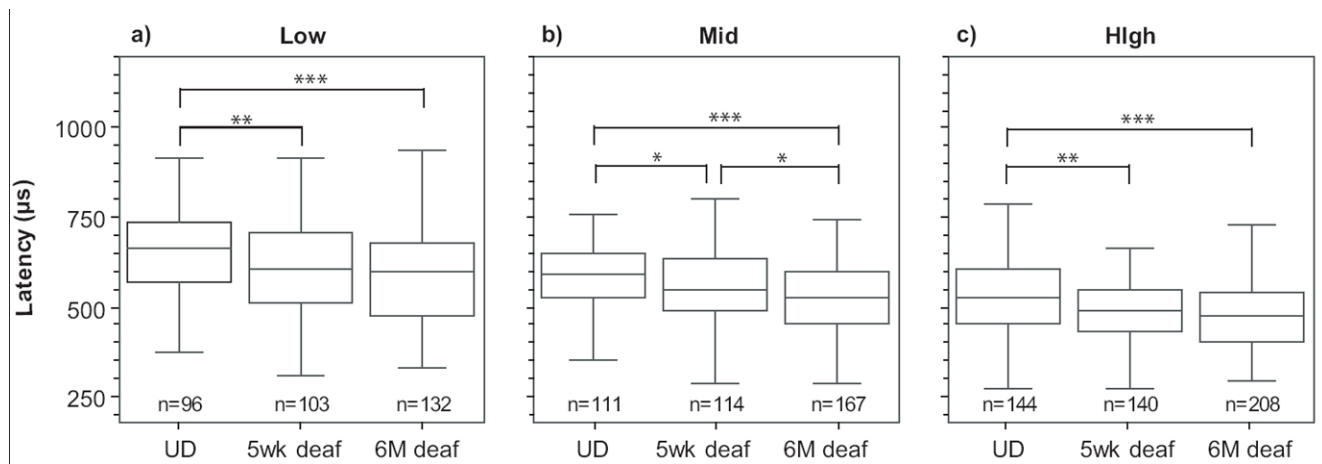 a) Low
b) Mid
c) HIgh
Latency (µs)
1000
750
500
250
***
**
***
*
*
***
**
n=96 n=103 n=132
n=111 n=114 n=167
n=144 n=140 n=208
UD 5wk deaf 6M deaf
UD 5wk deaf 6M deaf
UD 5wk deaf 6M deaf